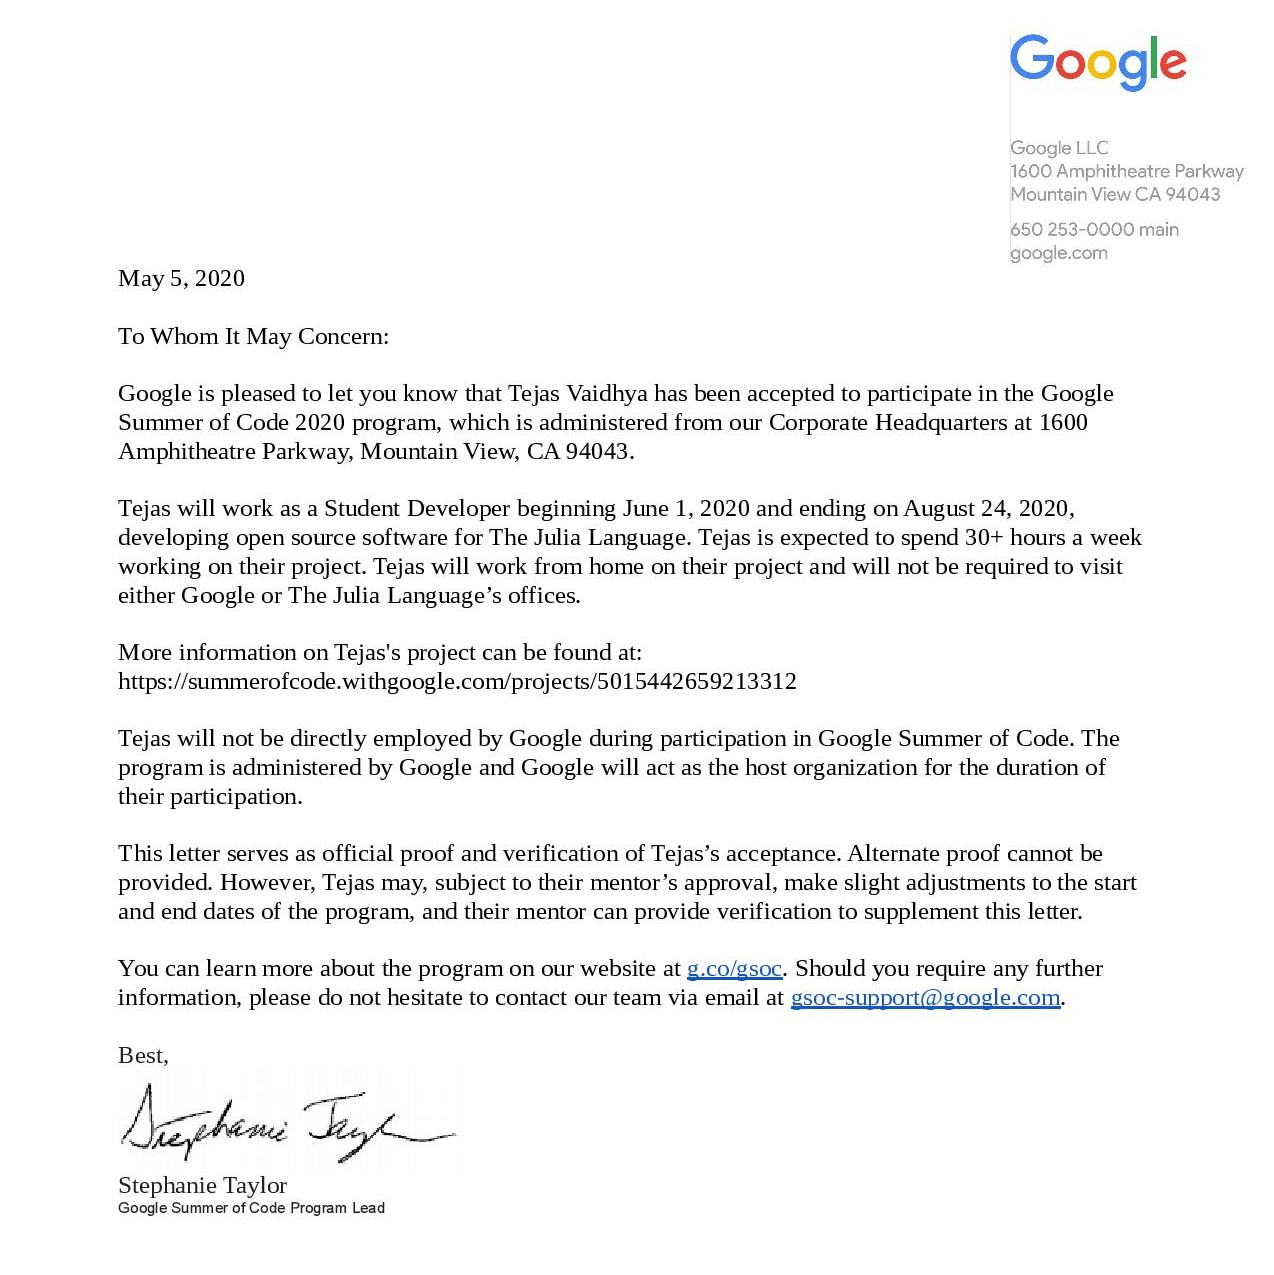 Google
Google LLC
1600 Amphitheatre Parkway
Mountain View CA 94043
650 253-0000 main
google.com
May 5, 2020
To Whom It May Concern:
Google is pleased to let you know that Tejas Vaidhya has been accepted to participate in the Google
Summer of Code 2020 program, which is administered from our Corporate Headquarters at 1600
Amphitheatre Parkway, Mountain View, CA 94043.
Tejas will work as a Student Developer beginning June 1, 2020 and ending on August 24, 2020,
developing open source software for The Julia Language. Tejas is expected to spend 30+ hours a week
working on their project. Tejas will work from home on their project and will not be required to visit
either Google or The Julia Language’s offices.
More information on Tejas's project can be found at:
https://summerofcode.withgoogle.com/projects/5015442659213312
Tejas will not be directly employed by Google during participation in Google Summer of Code. The
program is administered by Google and Google will act as the host organization for the duration of
their participation.
This letter serves as official proof and verification of Tejas’s acceptance. Alternate proof cannot be
provided. However, Tejas may, subject to their mentor’s approval, make slight adjustments to the start
and end dates of the program, and their mentor can provide verification to supplement this letter.
You can learn more about the program on our website at g.co/gsoc. Should you require any further
information, please do not hesitate to contact our team via email at gsoc-support@google.com.
Best,
Stephanie Taylor
Stephanie Taylor
Google Summer of Code Program Lead